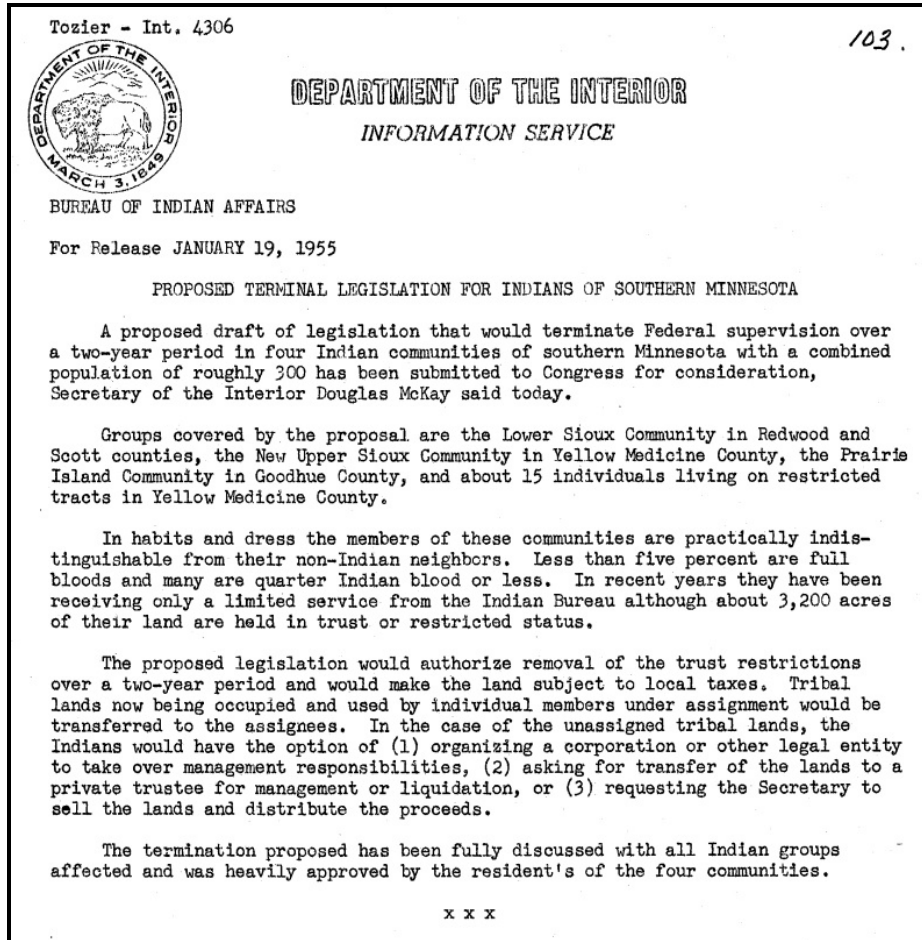 Tozier - Int. 4306
103.
DEPARTMENT OF THE INTERIOR
MARCH 3, 1849
DEPARTMENT OF THE INTERIOR
INFORMATION SERVICE
BUREAU OF INDIAN AFFAIRS
For Release JANUARY 19, 1955
PROPOSED TERMINAL LEGISLATION FOR INDIANS OF SOUTHERN MINNESOTA
A proposed draft of legislation that would terminate Federal supervision over
a two-year period in four Indian communities of southern Minnesota with a combined
population of roughly 300 has been submitted to Congress for consideration,
Secretary of the Interior Douglas McKay said today.
Groups covered by the proposal are the Lower Sioux Community in Redwood and
Scott counties, the New Upper Sioux Community in Yellow Medicine County, the Prairie
Island Community in Goodhue County, and about 15 individuals living on restricted
tracts in Yellow Medicine County.
In habits and dress the members of these communities are practically indis-
tinguishable from their non-Indian neighbors. Less than five percent are full
bloods and many are quarter Indian blood or less. In recent years they have been
receiving only a limited service from the Indian Bureau although about 3,200 acres
of their land are held in trust or restricted status.
The proposed legislation would authorize removal of the trust restrictions
over a two-year period and would make the land subject to local taxes. Tribal
lands now being occupied and used by individual members under assignment would be
transferred to the assignees. In the case of the unassigned tribal lands, the
Indians would have the option of (1) organizing a corporation or other legal entity
to take over management responsibilities, (2) asking for transfer of the lands to a
private trustee for management or liquidation, or (3) requesting the Secretary to
sell the lands and distribute the proceeds.
The termination proposed has been fully discussed with all Indian groups
affected and was heavily approved by the resident's of the four communities.
x x x